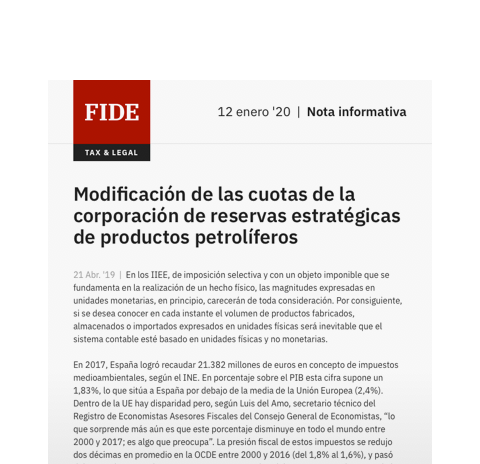 FIDE
12 enero '20 | Nota informativa
TAX & LEGAL
Modificación de las cuotas de la
corporación de reservas estratégicas
de productos petrolíferos
21 Abr. '19 | En los IIEE, de imposición selectiva y con un objeto imponible que se
fundamenta en la realización de un hecho físico, las magnitudes expresadas en
unidades monetarias, en principio, carecerán de toda consideración. Por consiguiente,
si se desea conocer en cada instante el volumen de productos fabricados,
almacenados o importados expresados en unidades físicas será inevitable que el
sistema contable esté basado en unidades físicas y no monetarias.
En 2017, España logró recaudar 21.382 millones de euros en concepto de impuestos
medioambientales, según el INE. En porcentaje sobre el PIB esta cifra supone un
1,83%, lo que sitúa a España por debajo de la media de la Unión Europea (2,4%).
Dentro de la UE hay disparidad pero, según Luis del Amo, secretario técnico del
Registro de Economistas Asesores Fiscales del Consejo General de Economistas, “lo
que sorprende más aún es que este porcentaje disminuye en todo el mundo entre
2000 y 2017; es algo que preocupa”. La presión fiscal de estos impuestos se redujo
dos décimas en promedio en la OCDE entre 2000 y 2016 (del 1,8% al 1,6%), y pasó